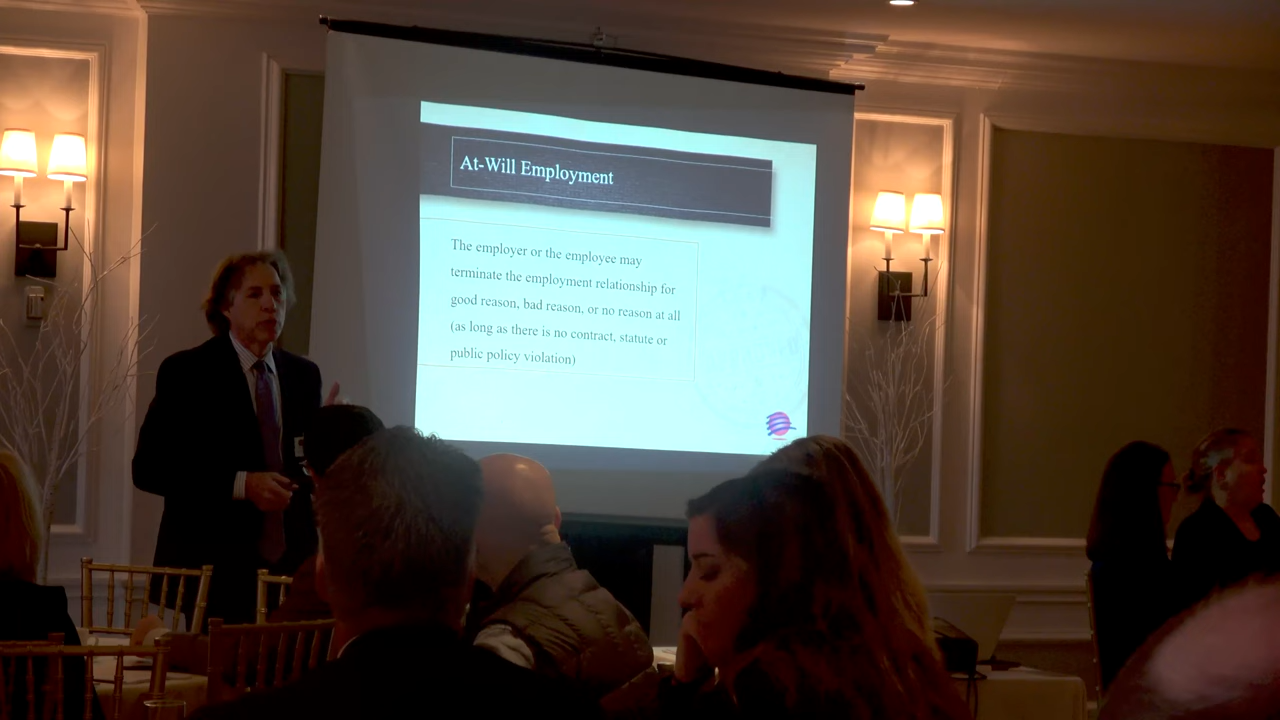 At-Will Employment
The employer or the employee may
terminate the employment relationship for
good reason, bad reason, or no reason at all
(as long as there is no contract, statute or
public policy violation)